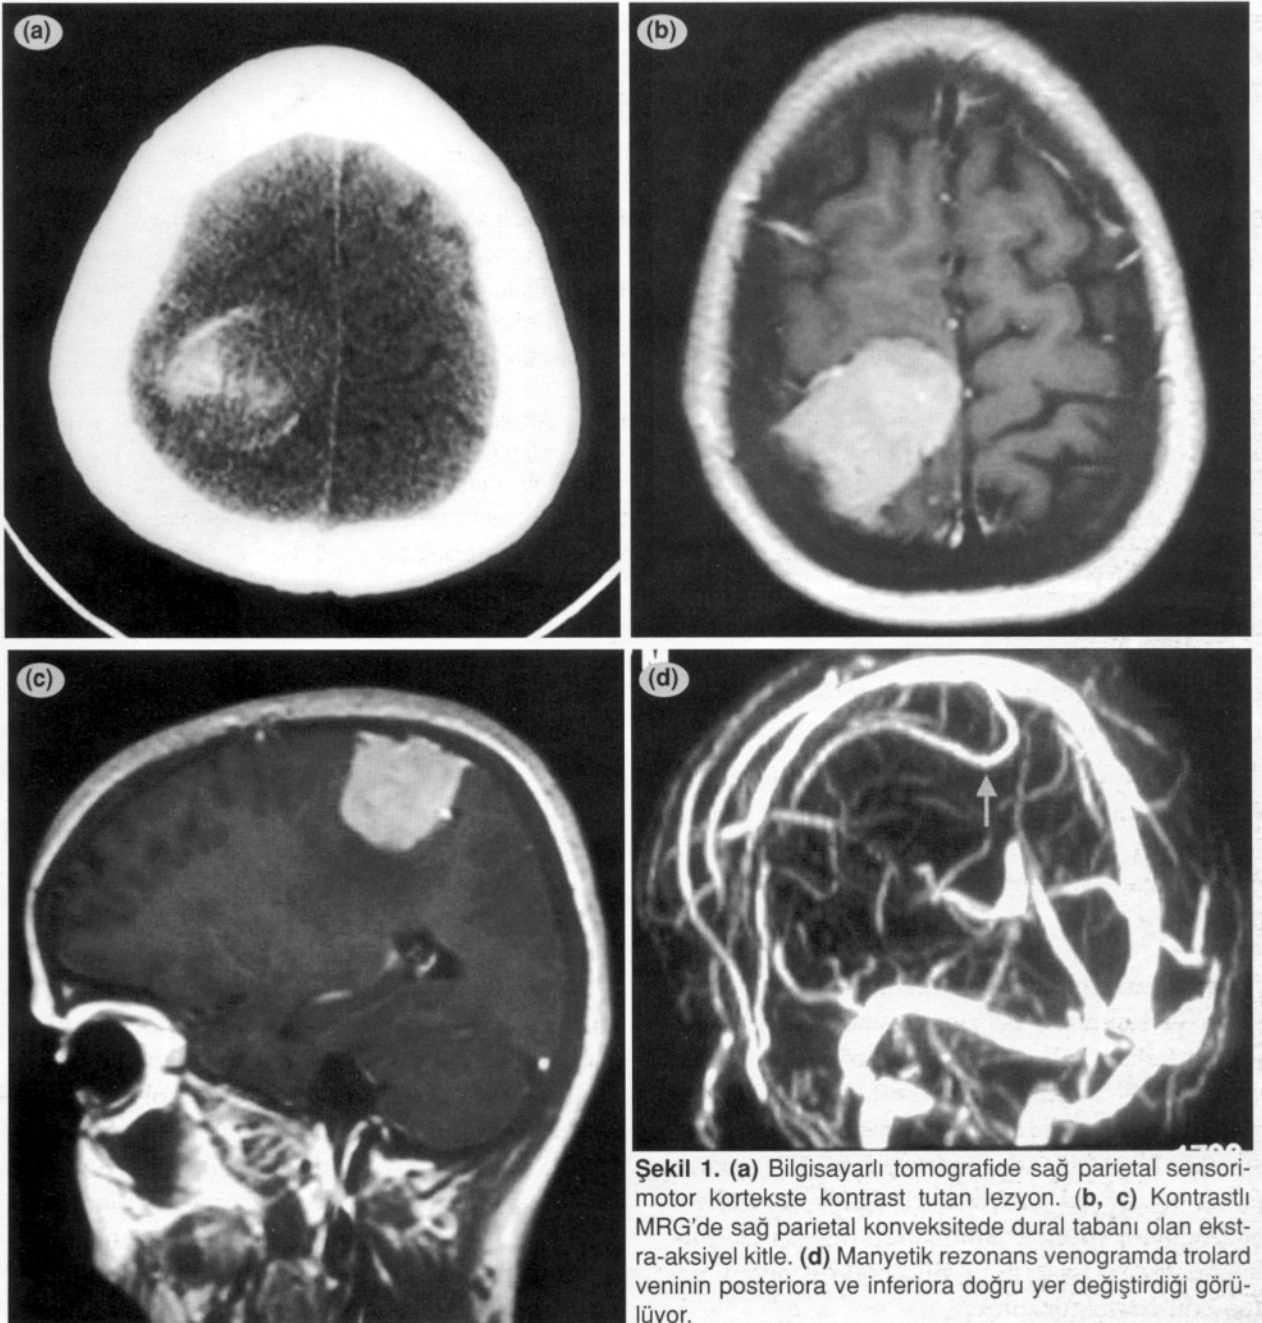 (a)
(b)
(c)
(d)
Şekil 1. (a) Bilgisayarlı tomografide sağ parietal sensori-
motor kortekste kontrast tutan lezyon. (b, c) Kontrastlı
MRG'de sağ parietal konveksitede dural tabanı olan ekst-
ra-aksiyel kitle. (d) Manyetik rezonans venogramda trolard
veninin posteriora ve inferiora doğru yer değiştirdiği görü-
lüyor.